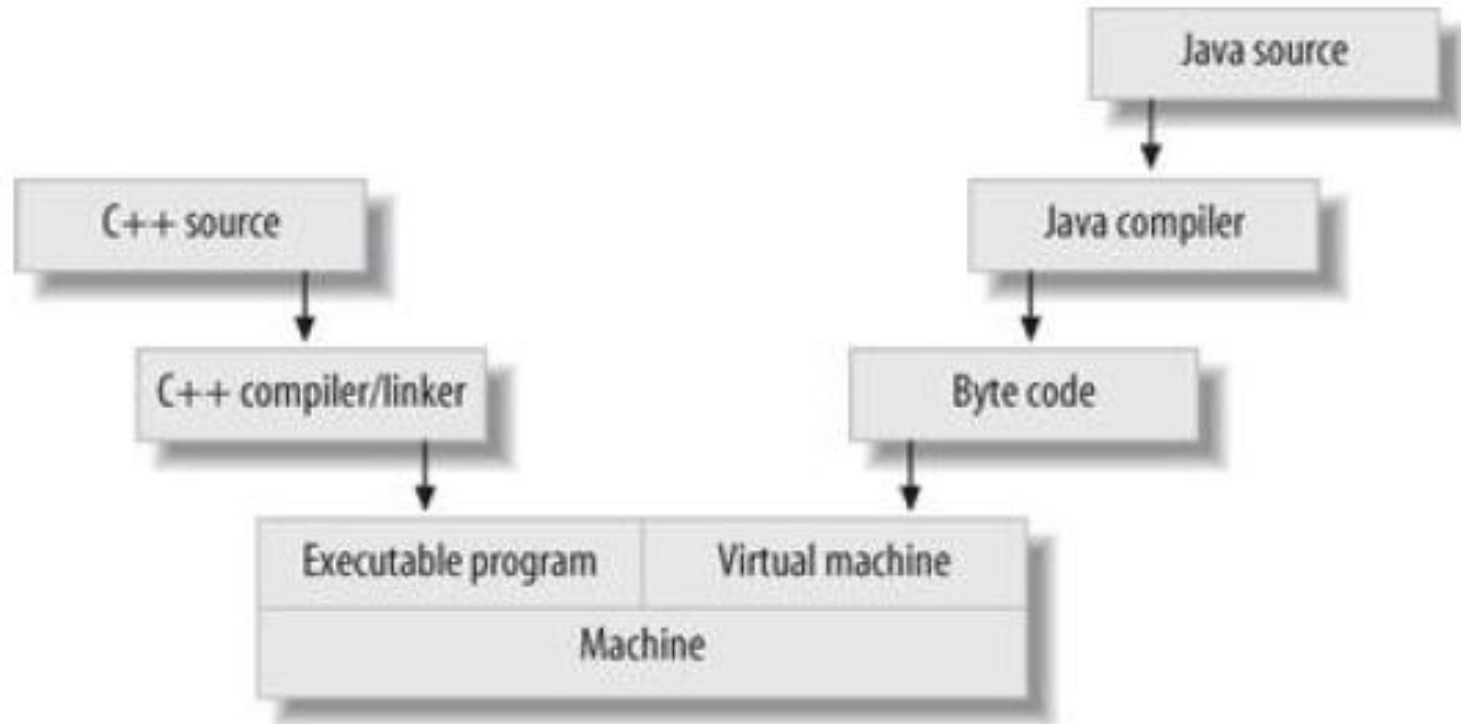 Java source
C++ source
Java compiler
C++ compiler/linker
Byte code
Executable program
Virtual machine
Machine